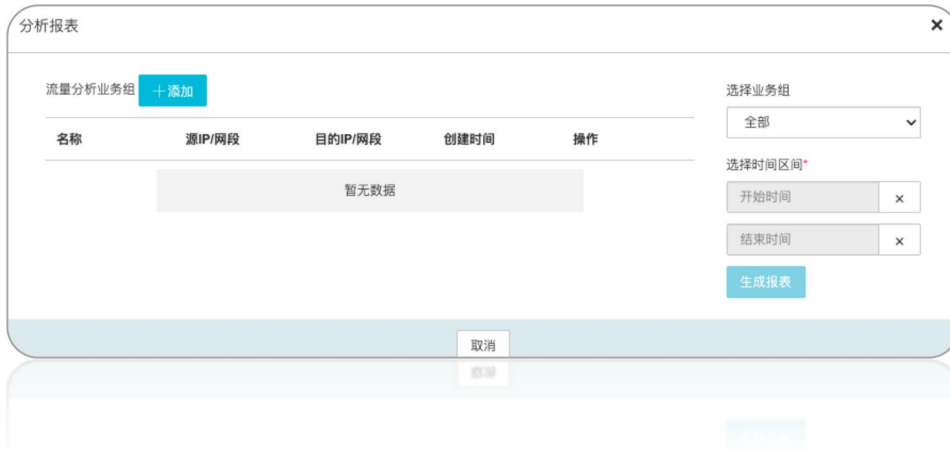 分析报表 ×
流量分析业务组 +添加
名称 源IP/网段 目的IP/网段 创建时间 操作
暂无数据
选择业务组
全部
选择时间区间*
开始时间 ×
结束时间 ×
生成报表
取消